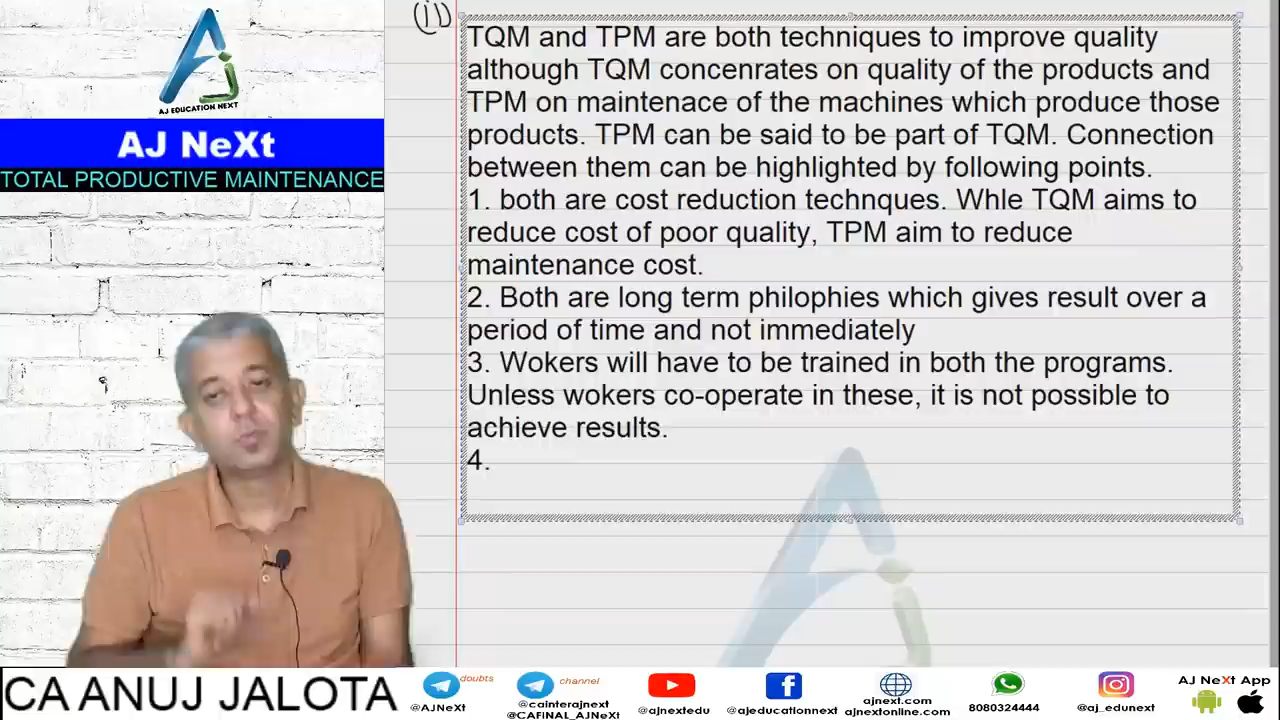 (ii)
TQM and TPM are both techniques to improve quality
although TQM concenrates on quality of the products and
TPM on maintenace of the machines which produce those
products. TPM can be said to be part of TQM. Connection
between them can be highlighted by following points.
1. both are cost reduction technques. Whle TQM aims to
reduce cost of poor quality, TPM aim to reduce
maintenance cost.
2. Both are long term philophies which gives result over a
period of time and not immediately
3. Wokers will have to be trained in both the programs.
Unless wokers co-operate in these, it is not possible to
achieve results.
4.
AJ EDUCATION NEXT
AJ NeXt
TOTAL PRODUCTIVE MAINTENANCE
CA ANUJ JALOTA
doubts
@AJNeXt
channel
@cainterajnext
@CAFINAL_AJNeXt
@ajnextedu
@ajeducationnext
ajnext.com
ajnextonline.com
8080324444
@aj_edunext
AJ NeXt App